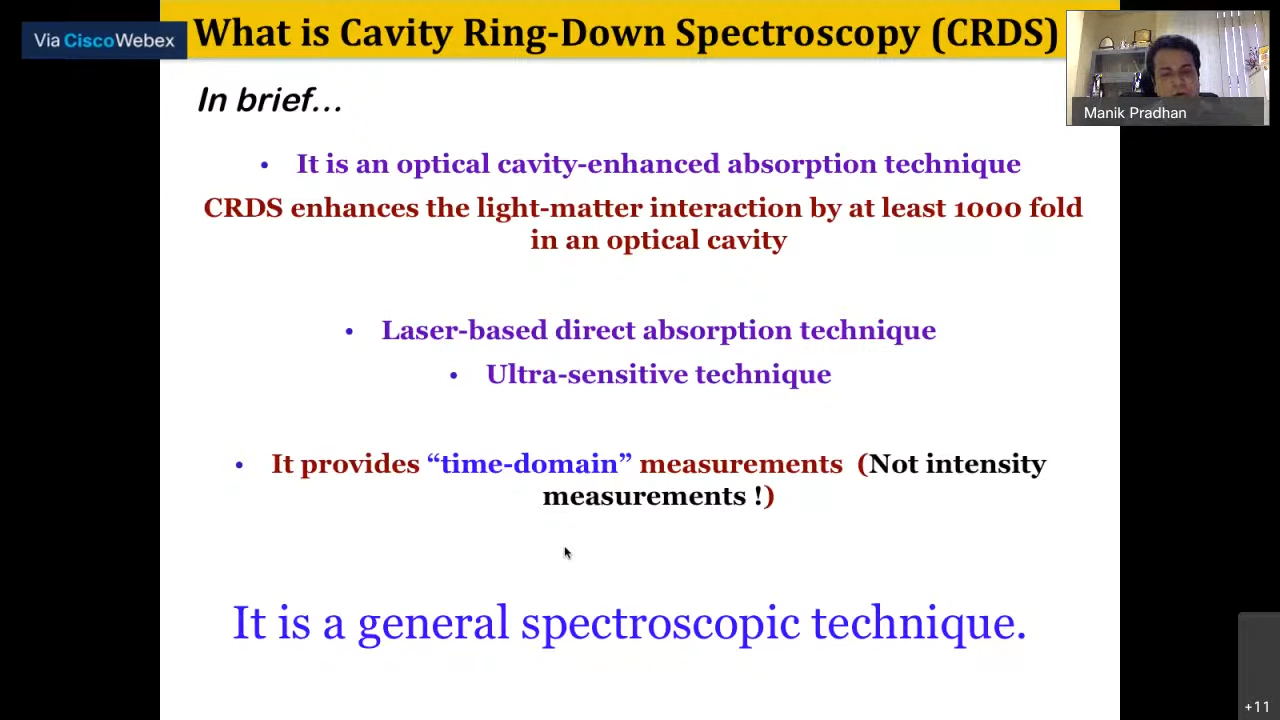 Via CiscoWebex
What is Cavity Ring-Down Spectroscopy (CRDS)
Manik Pradhan
In brief...
• It is an optical cavity-enhanced absorption technique
CRDS enhances the light-matter interaction by at least 1000 fold
in an optical cavity
• Laser-based direct absorption technique
• Ultra-sensitive technique
• It provides “time-domain” measurements (Not intensity
measurements !)
It is a general spectroscopic technique.
+11